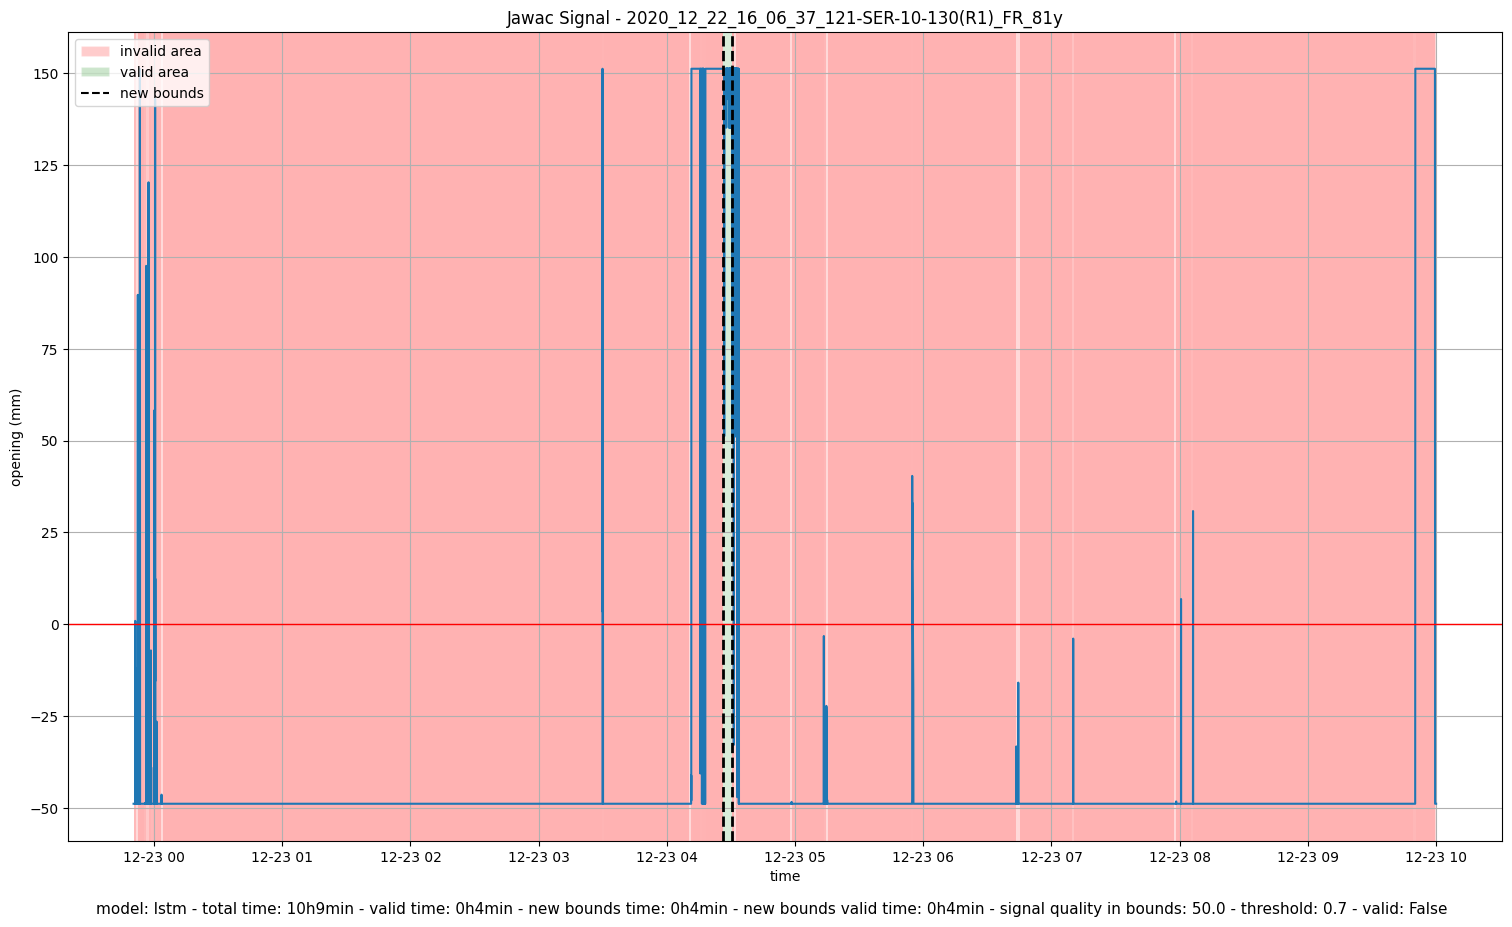 Jawac Signal - 2020_12_22_16_06_37_121-SER-10-130(R1)_FR_81y
invalid area
valid area
new bounds
150
125
100
75
50
25
0
−25
−50
opening (mm)
12-23 00 12-23 01 12-23 02 12-23 03 12-23 04 12-23 05 12-23 06 12-23 07 12-23 08 12-23 09 12-23 10
time
model: lstm - total time: 10h9min - valid time: 0h4min - new bounds time: 0h4min - new bounds valid time: 0h4min - signal quality in bounds: 50.0 - threshold: 0.7 - valid: False